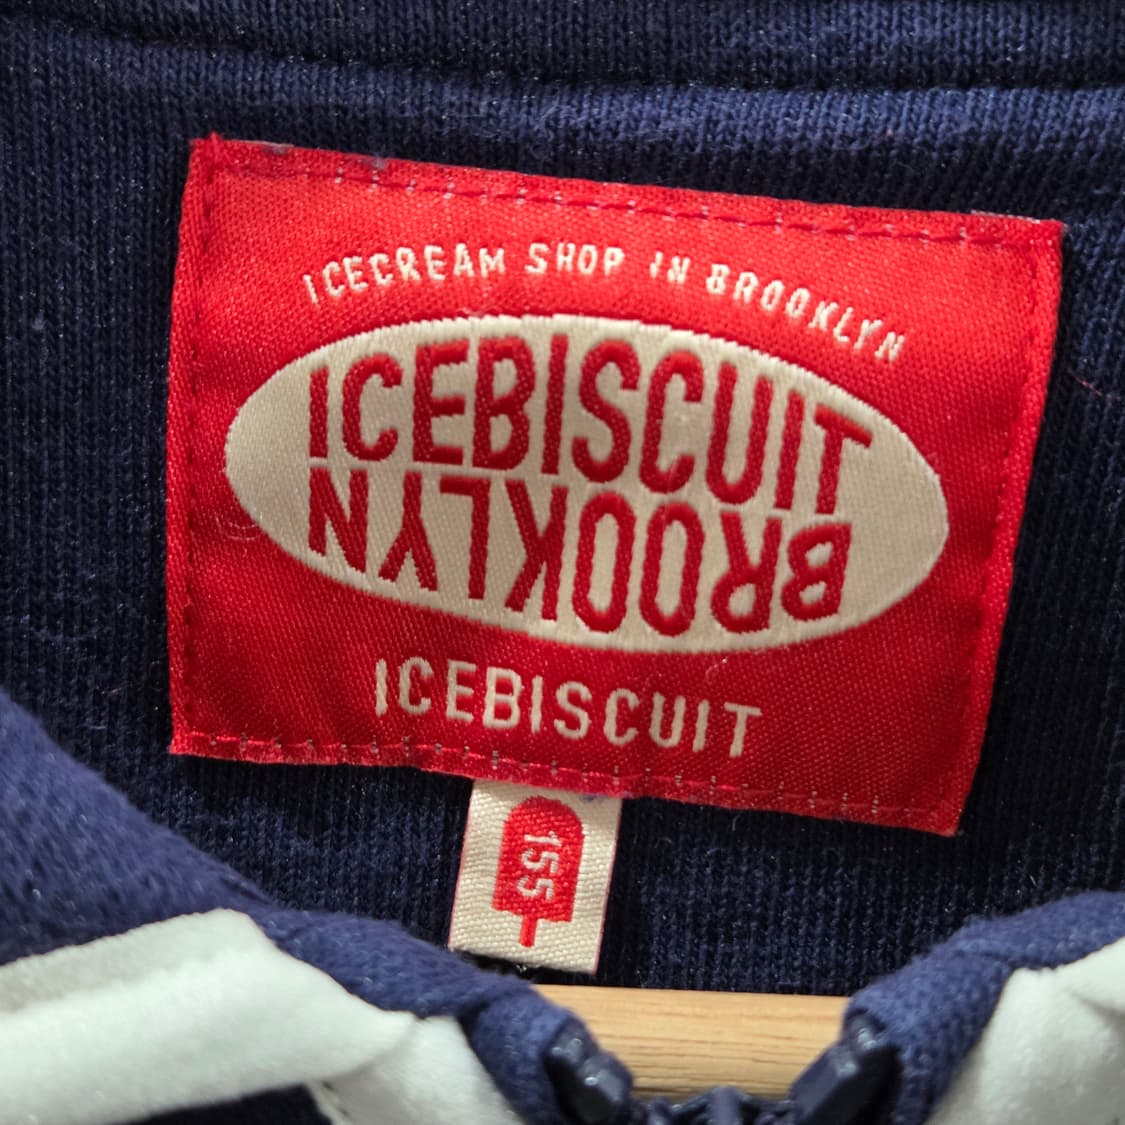 ICECREAM SHOP IN BROOKLYN
ICEBISCUIT
BROOKLYN
ICEBISCUIT
155